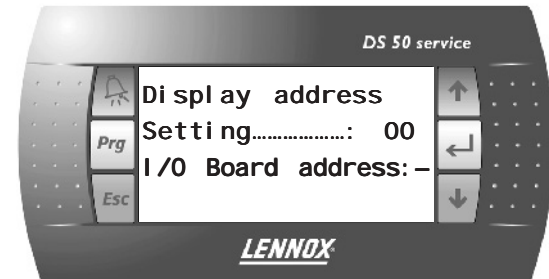 DS 50 service
Display address
Setting………………: 00
Prg
I/O Board address:–
Esc
LENNOX